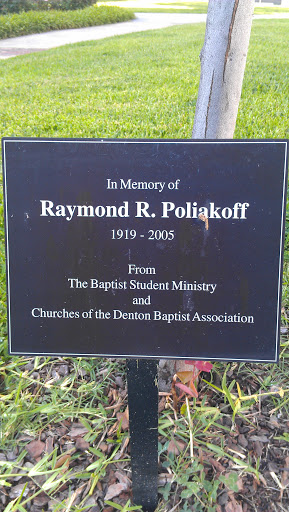 In Memory of
Raymond R. Poliakoff
1919 - 2005
From
The Baptist Student Ministry
and
Churches of the Denton Baptist Association